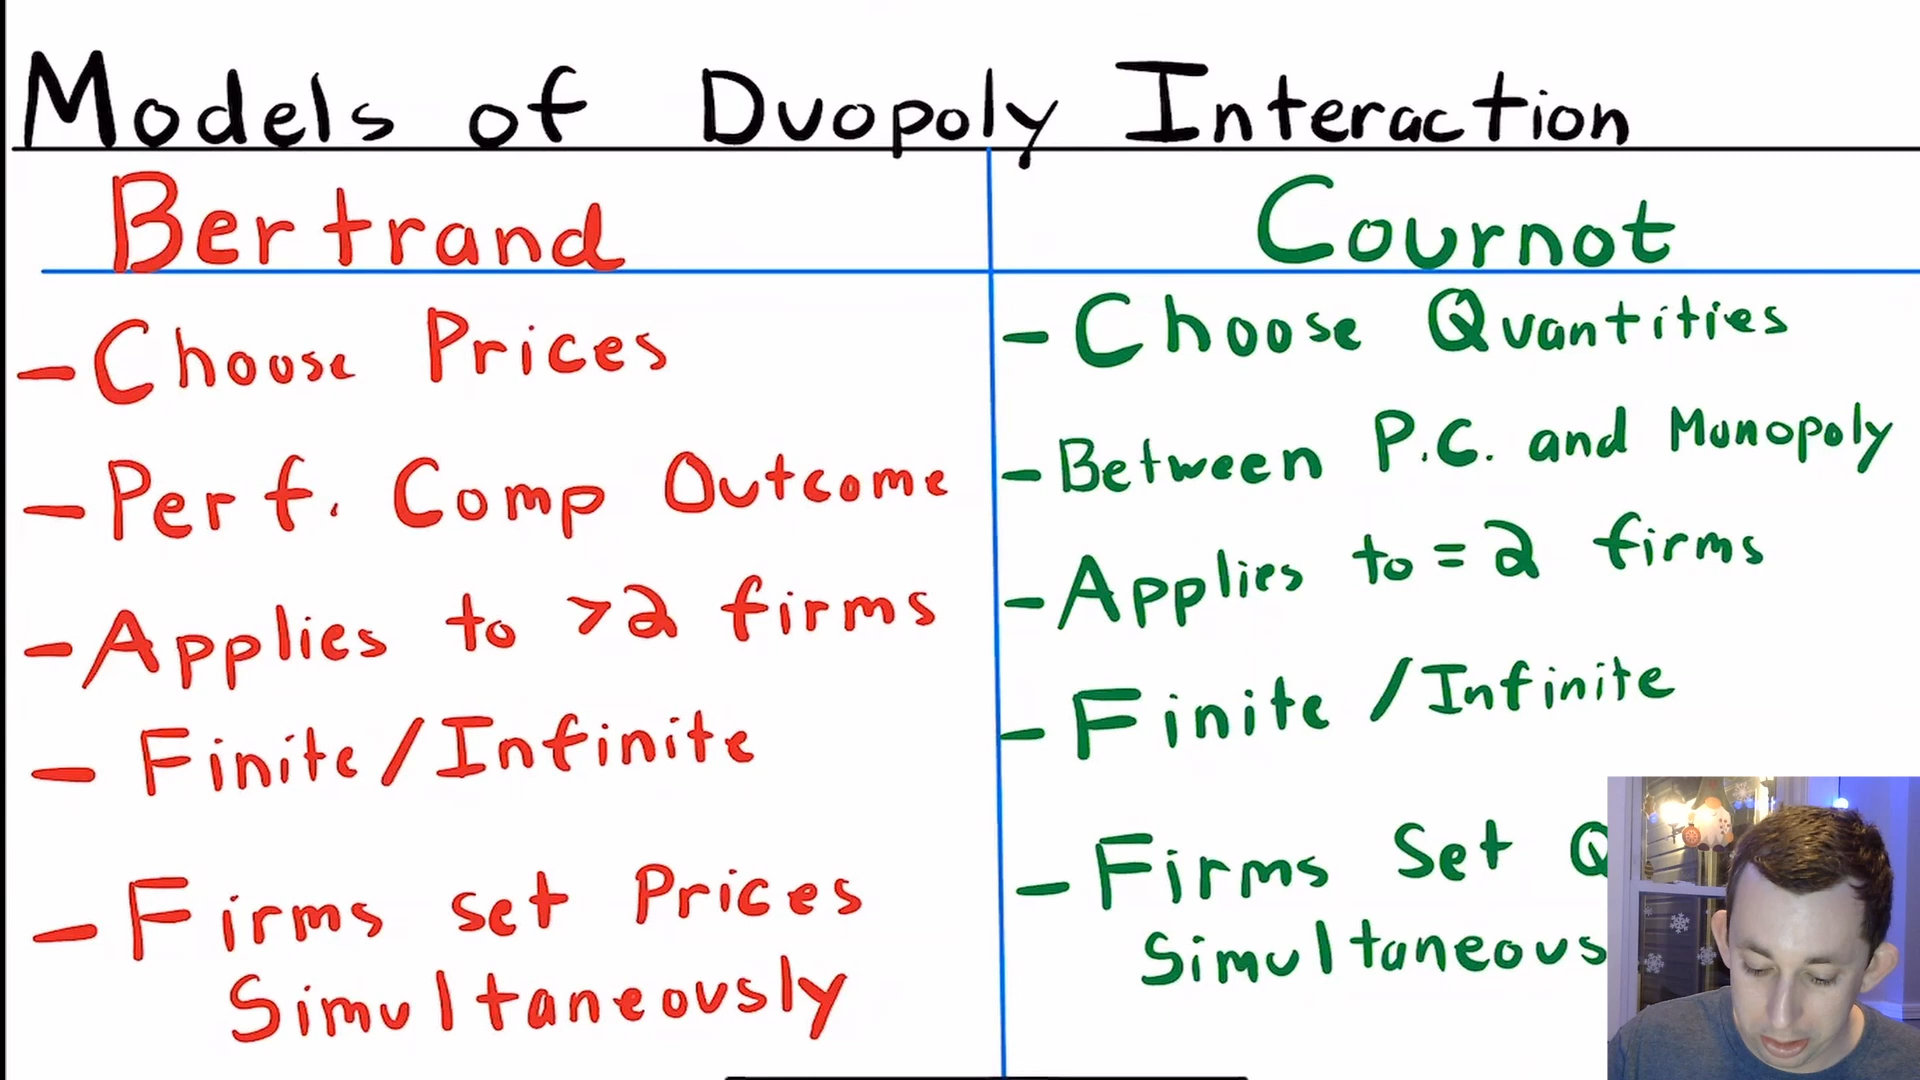 Models of Duopoly Interaction
Bertrand
- Choose Prices
- Perf. Comp Outcome
- Applies to >2 firms
- Finite/Infinite
- Firms set Prices
Simultaneously
Cournot
- Choose Quantities
- Between P.C. and Monopoly
- Applies to = 2 firms
- Finite /Infinite
- Firms Set Q
Simultaneous